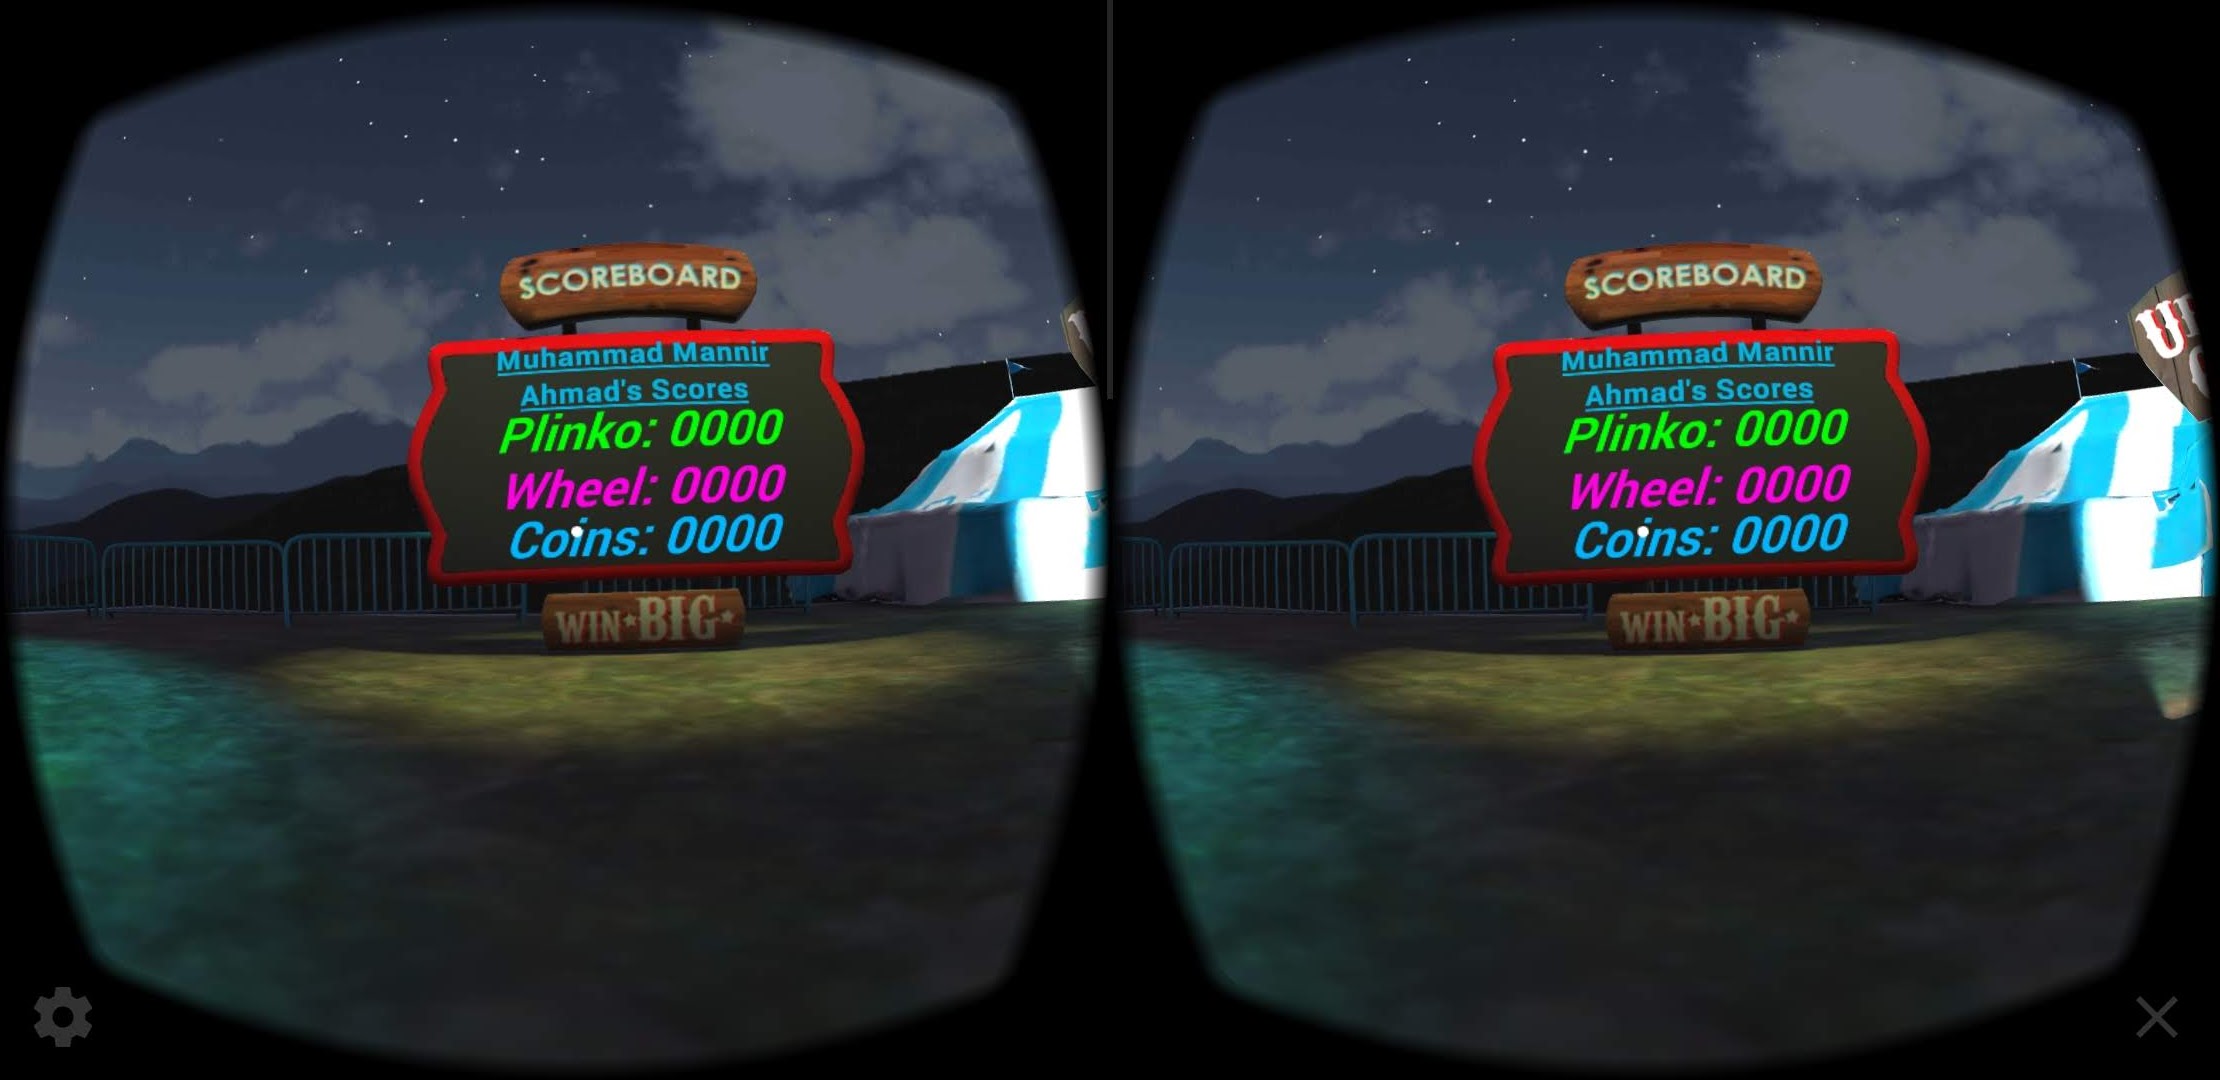 SCOREBOARD
Muhammad Mannir
Ahmad's Scores
Plinko: 0000
Wheel: 0000
Coins: 0000
WIN★BIG★
SCOREBOARD
Muhammad Mannir
Ahmad's Scores
Plinko: 0000
Wheel: 0000
Coins: 0000
WIN★BIG★